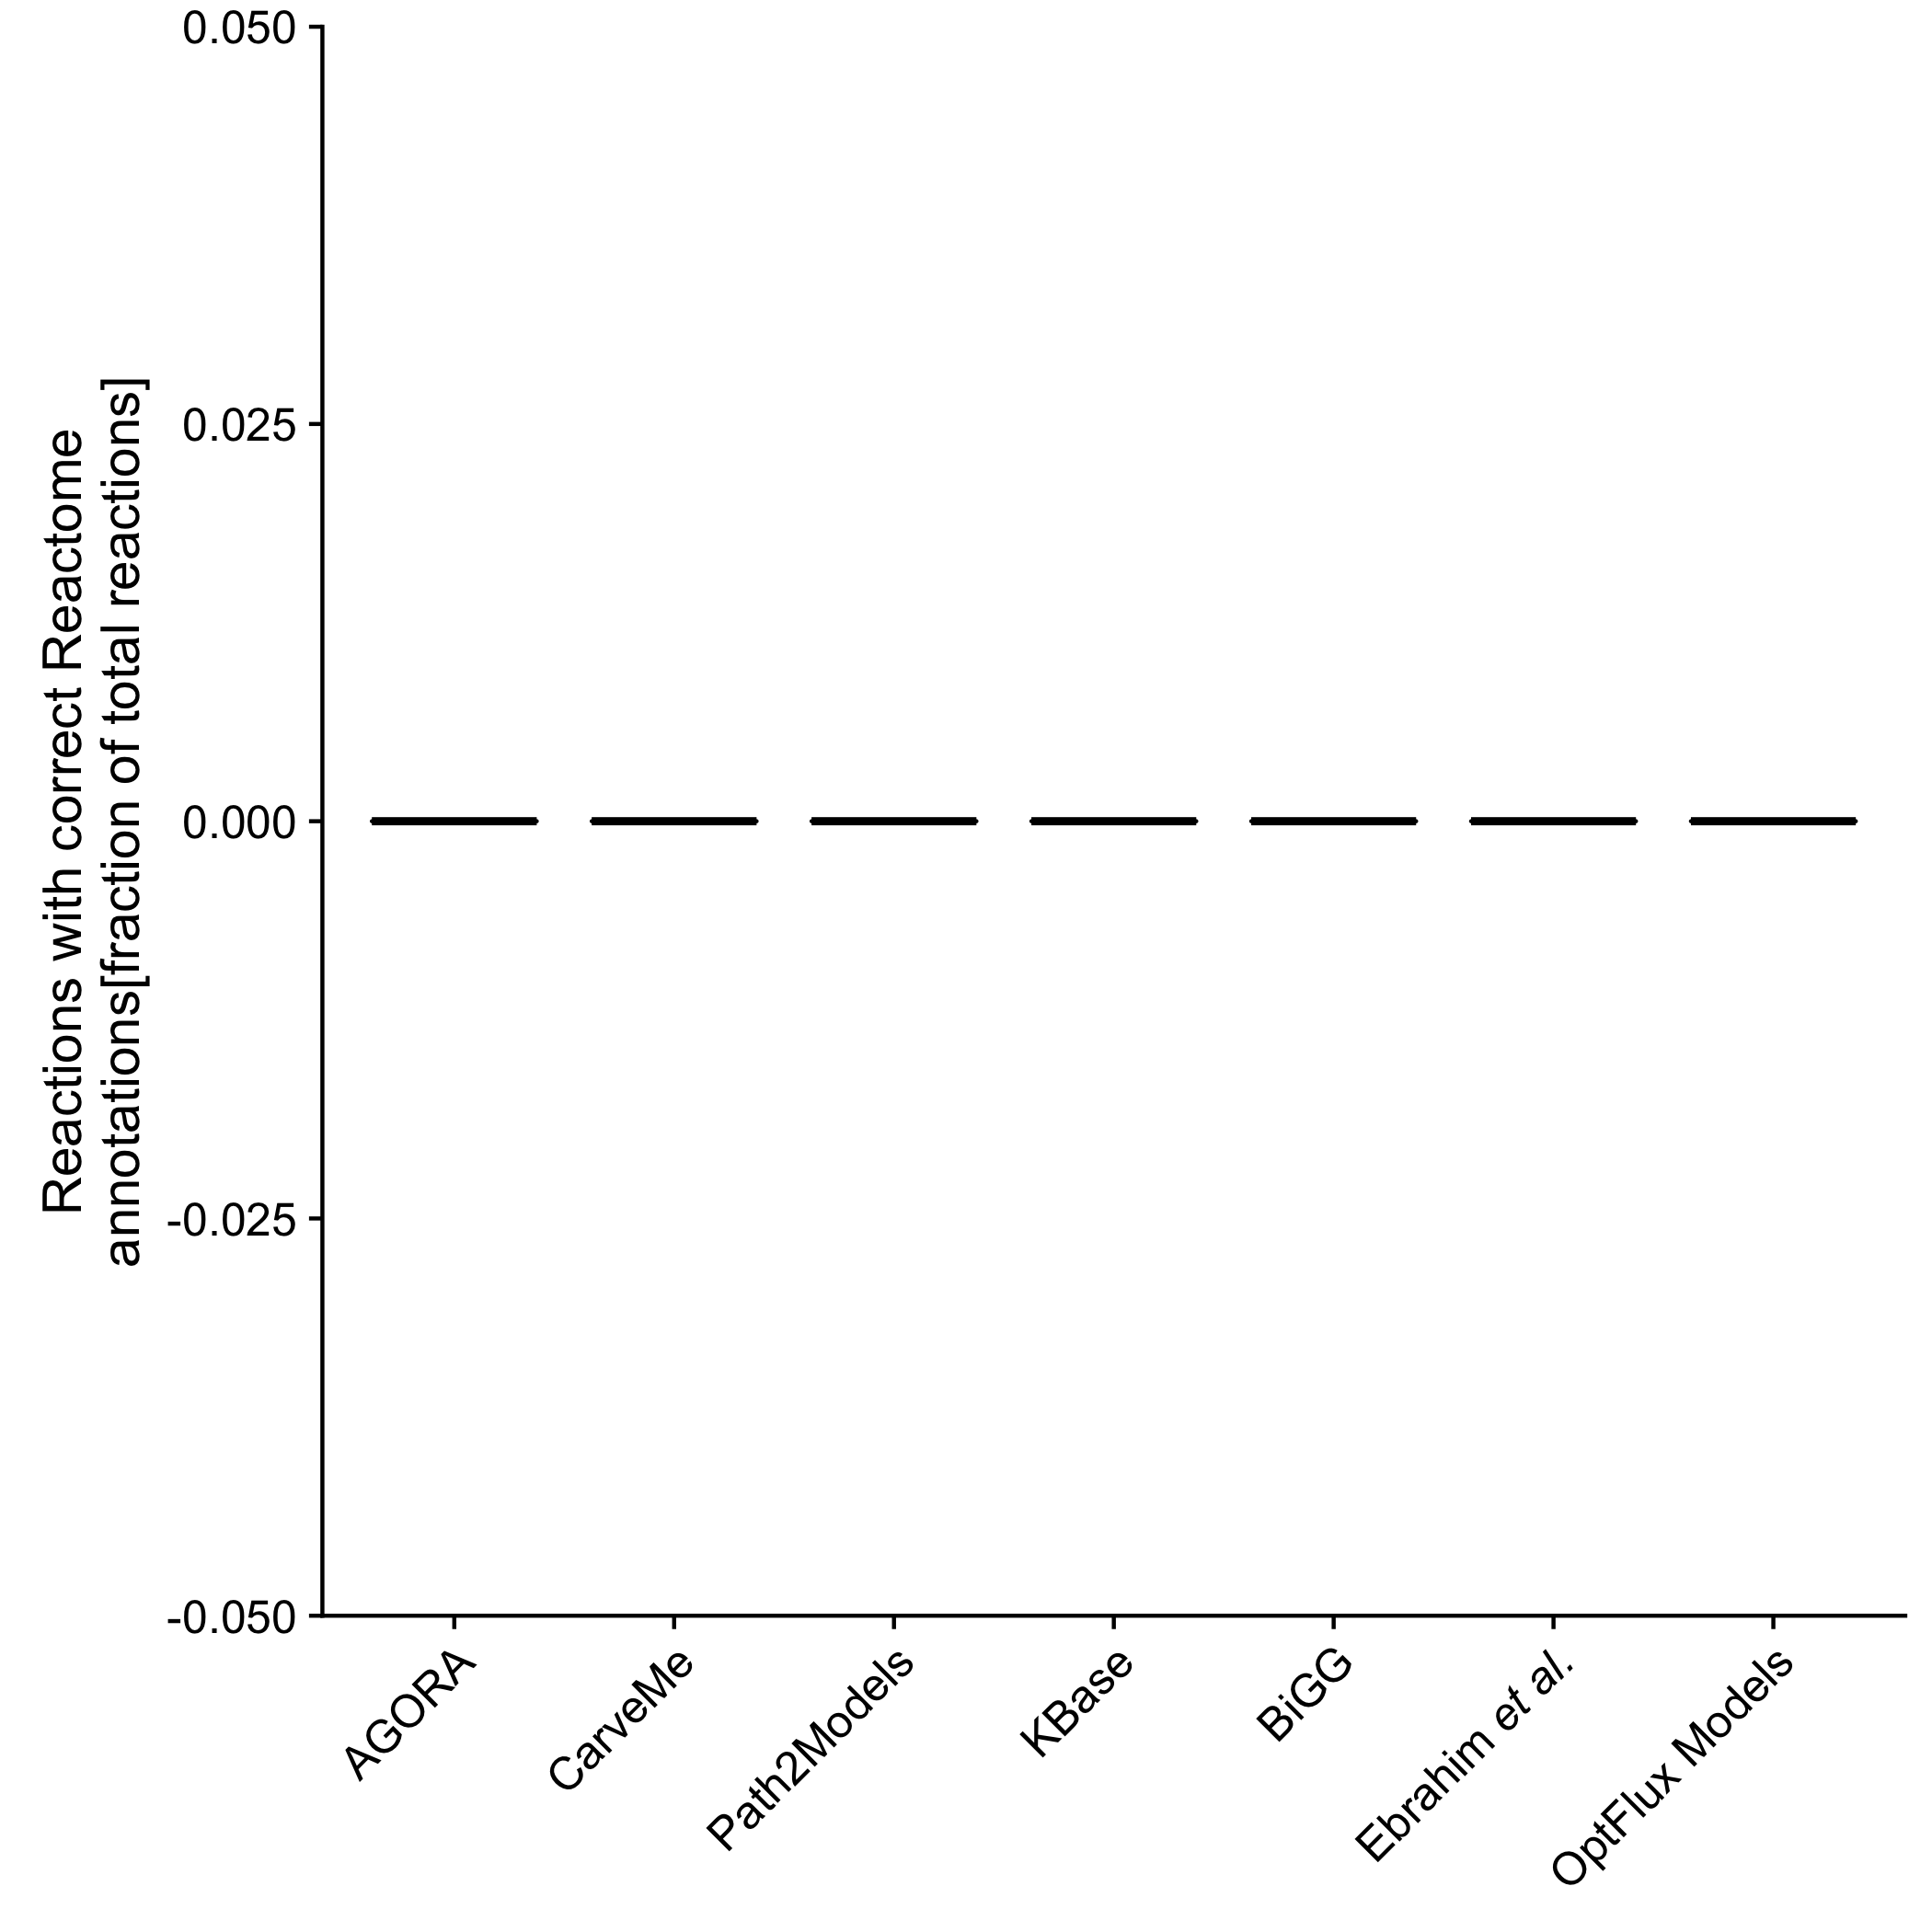 Reactions with correct Reactome
annotations[fraction of total reactions]
0.050
0.025
0.000
-0.025
-0.050
AGORA
CarveMe
Path2Models
KBase
BiGG
Ebrahim et al.
OptFlux Models